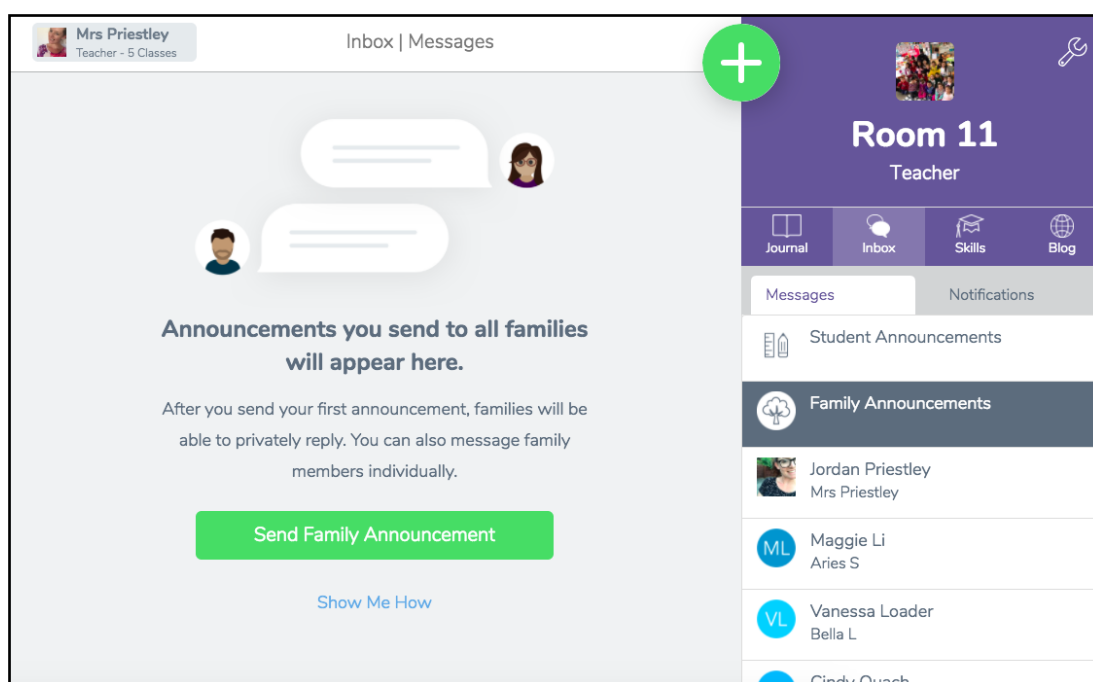 Mrs Priestley
Teacher - 5 Classes
Inbox | Messages
Announcements you send to all families
will appear here.
After you send your first announcement, families will be
able to privately reply. You can also message family
members individually.
Send Family Announcement
Show Me How
Room 11
Teacher
Journal
Inbox
Skills
Blog
Messages
Notifications
Student Announcements
Family Announcements
Jordan Priestley
Mrs Priestley
ML
Maggie Li
Aries S
VL
Vanessa Loader
Bella L
Cindy Quach